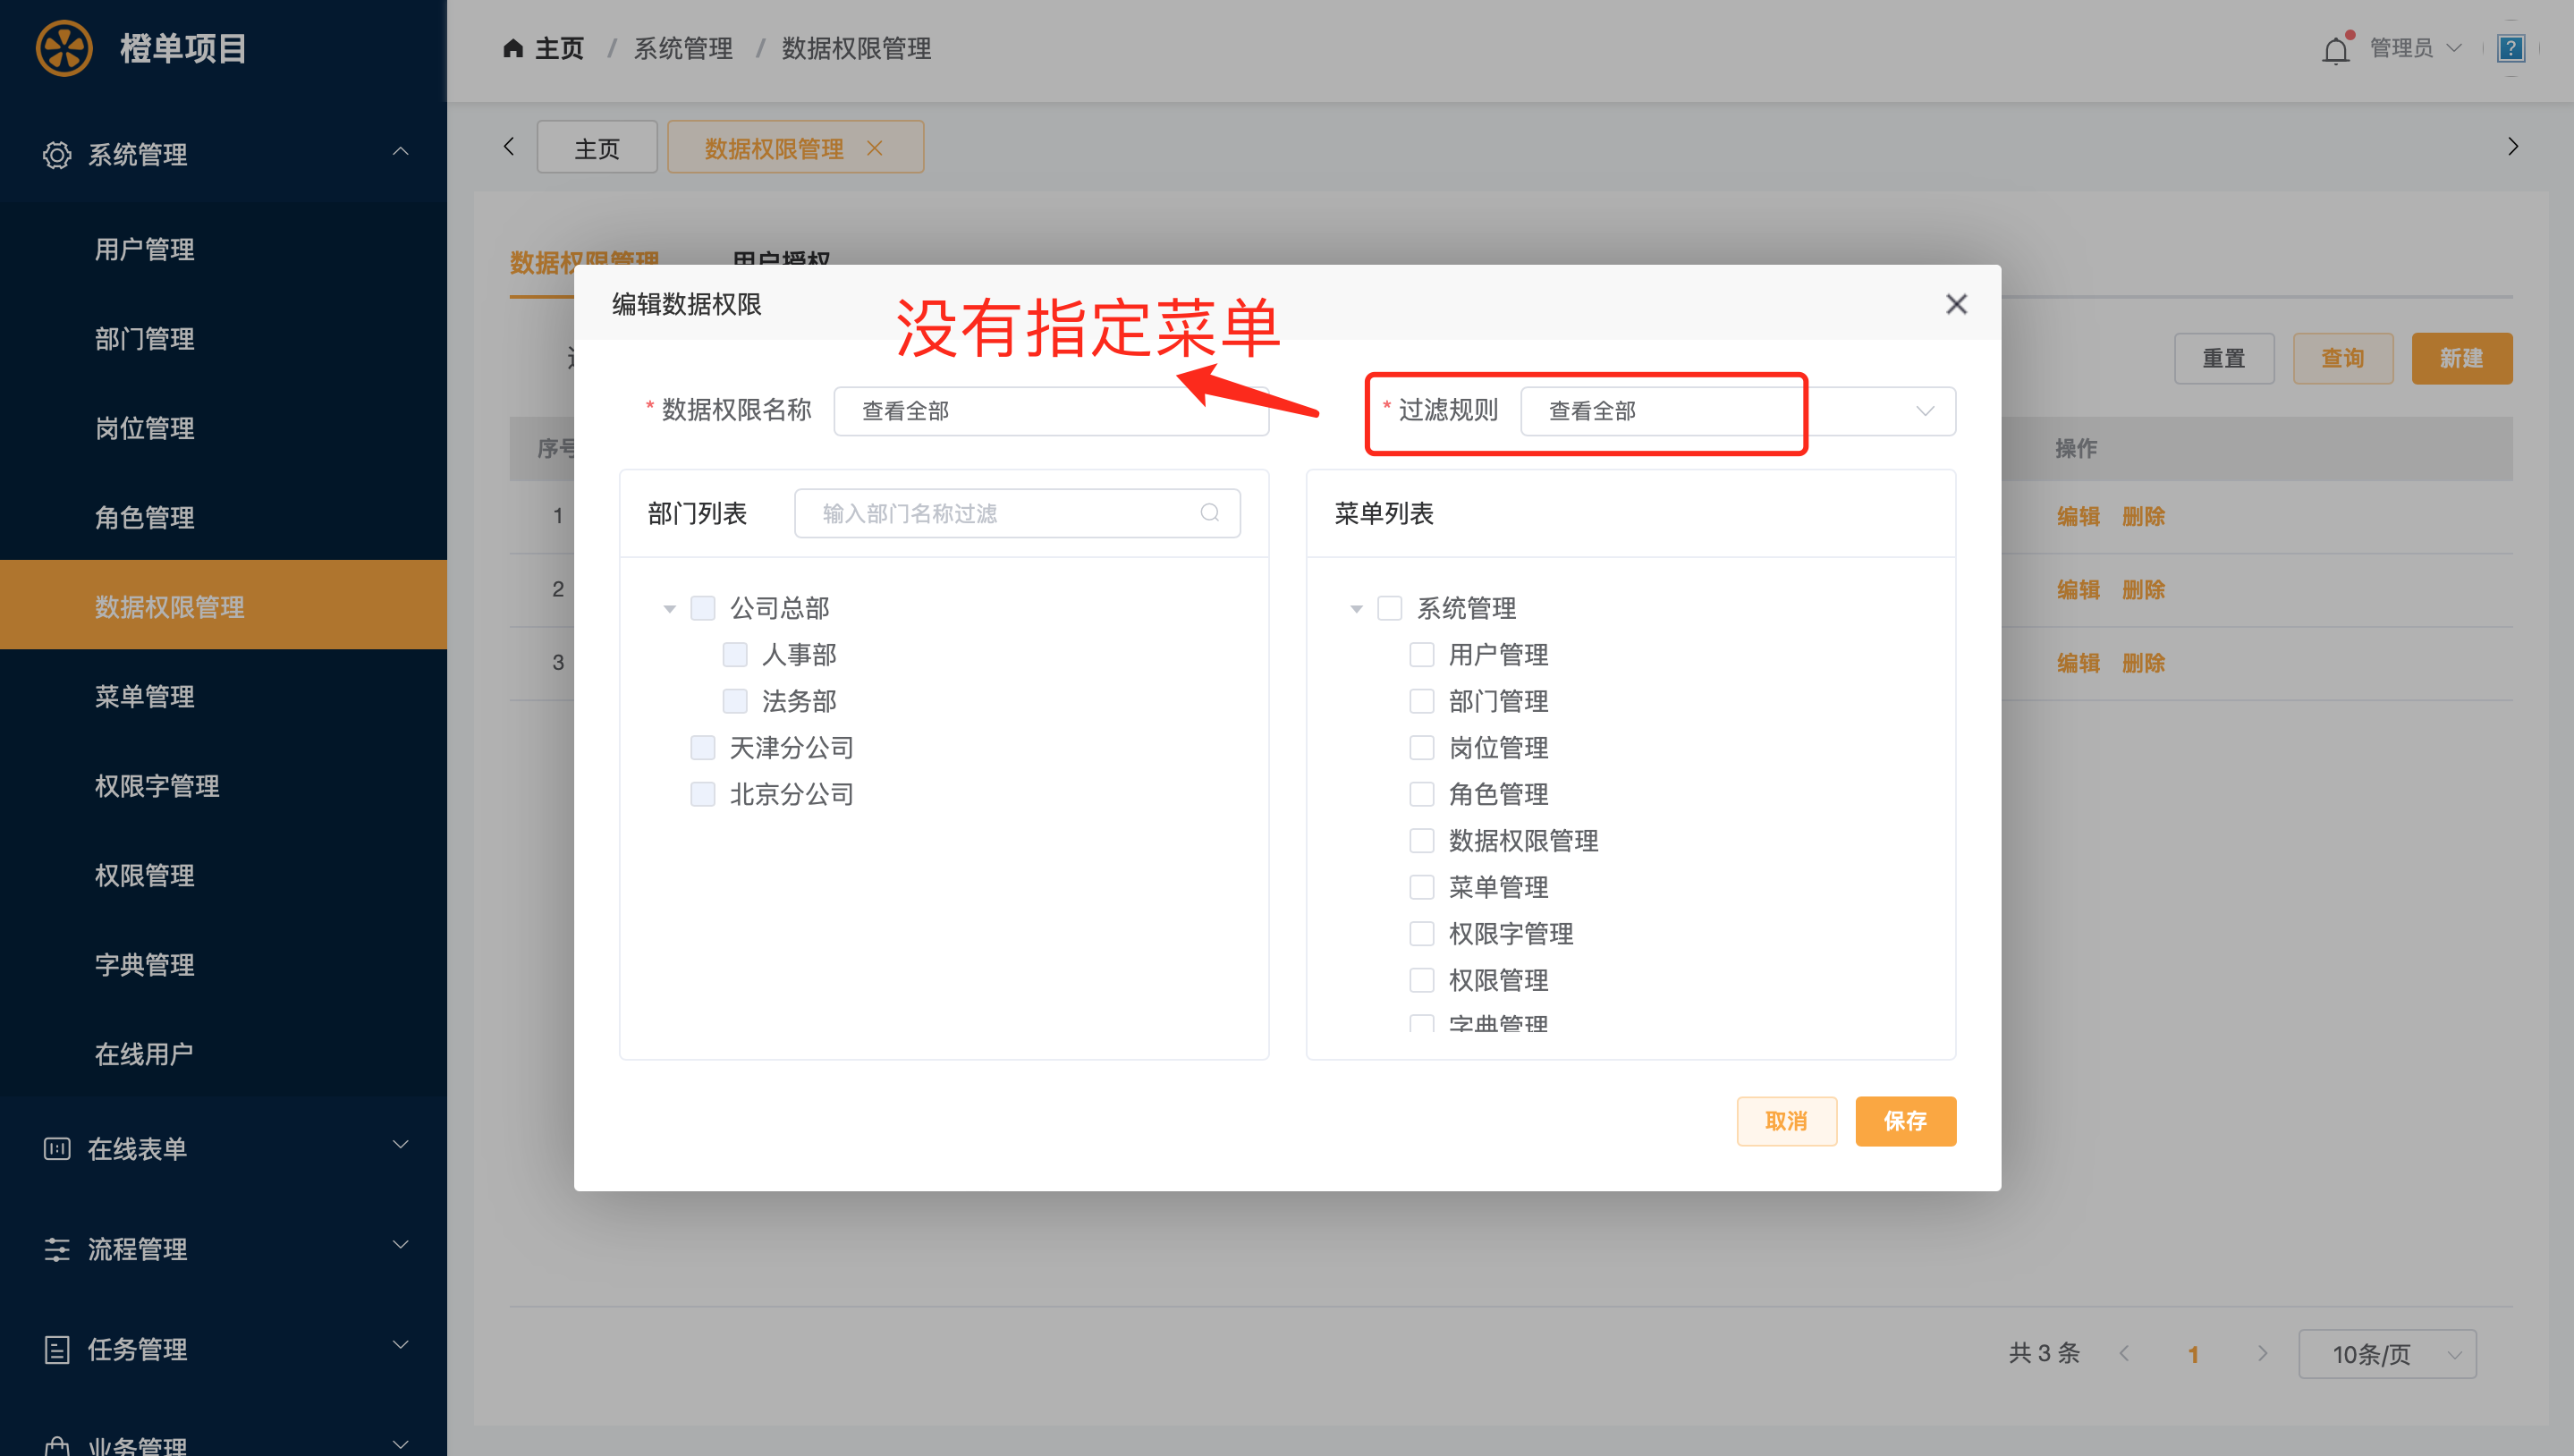 橙单项目
主页 / 系统管理 / 数据权限管理
管理员
系统管理
用户管理
部门管理
岗位管理
角色管理
数据权限管理
菜单管理
权限字管理
权限管理
字典管理
在线用户
在线表单
流程管理
任务管理
业务管理
主页
数据权限管理
数据权限管理
用户授权
重置
查询
新建
序号
操作
1
编辑 删除
2
编辑 删除
3
编辑 删除
编辑数据权限
没有指定菜单
* 数据权限名称
查看全部
* 过滤规则
查看全部
部门列表
输入部门名称过滤
公司总部
人事部
法务部
天津分公司
北京分公司
菜单列表
系统管理
用户管理
部门管理
岗位管理
角色管理
数据权限管理
菜单管理
权限字管理
权限管理
字典管理
取消
保存
共 3 条
1
10条/页